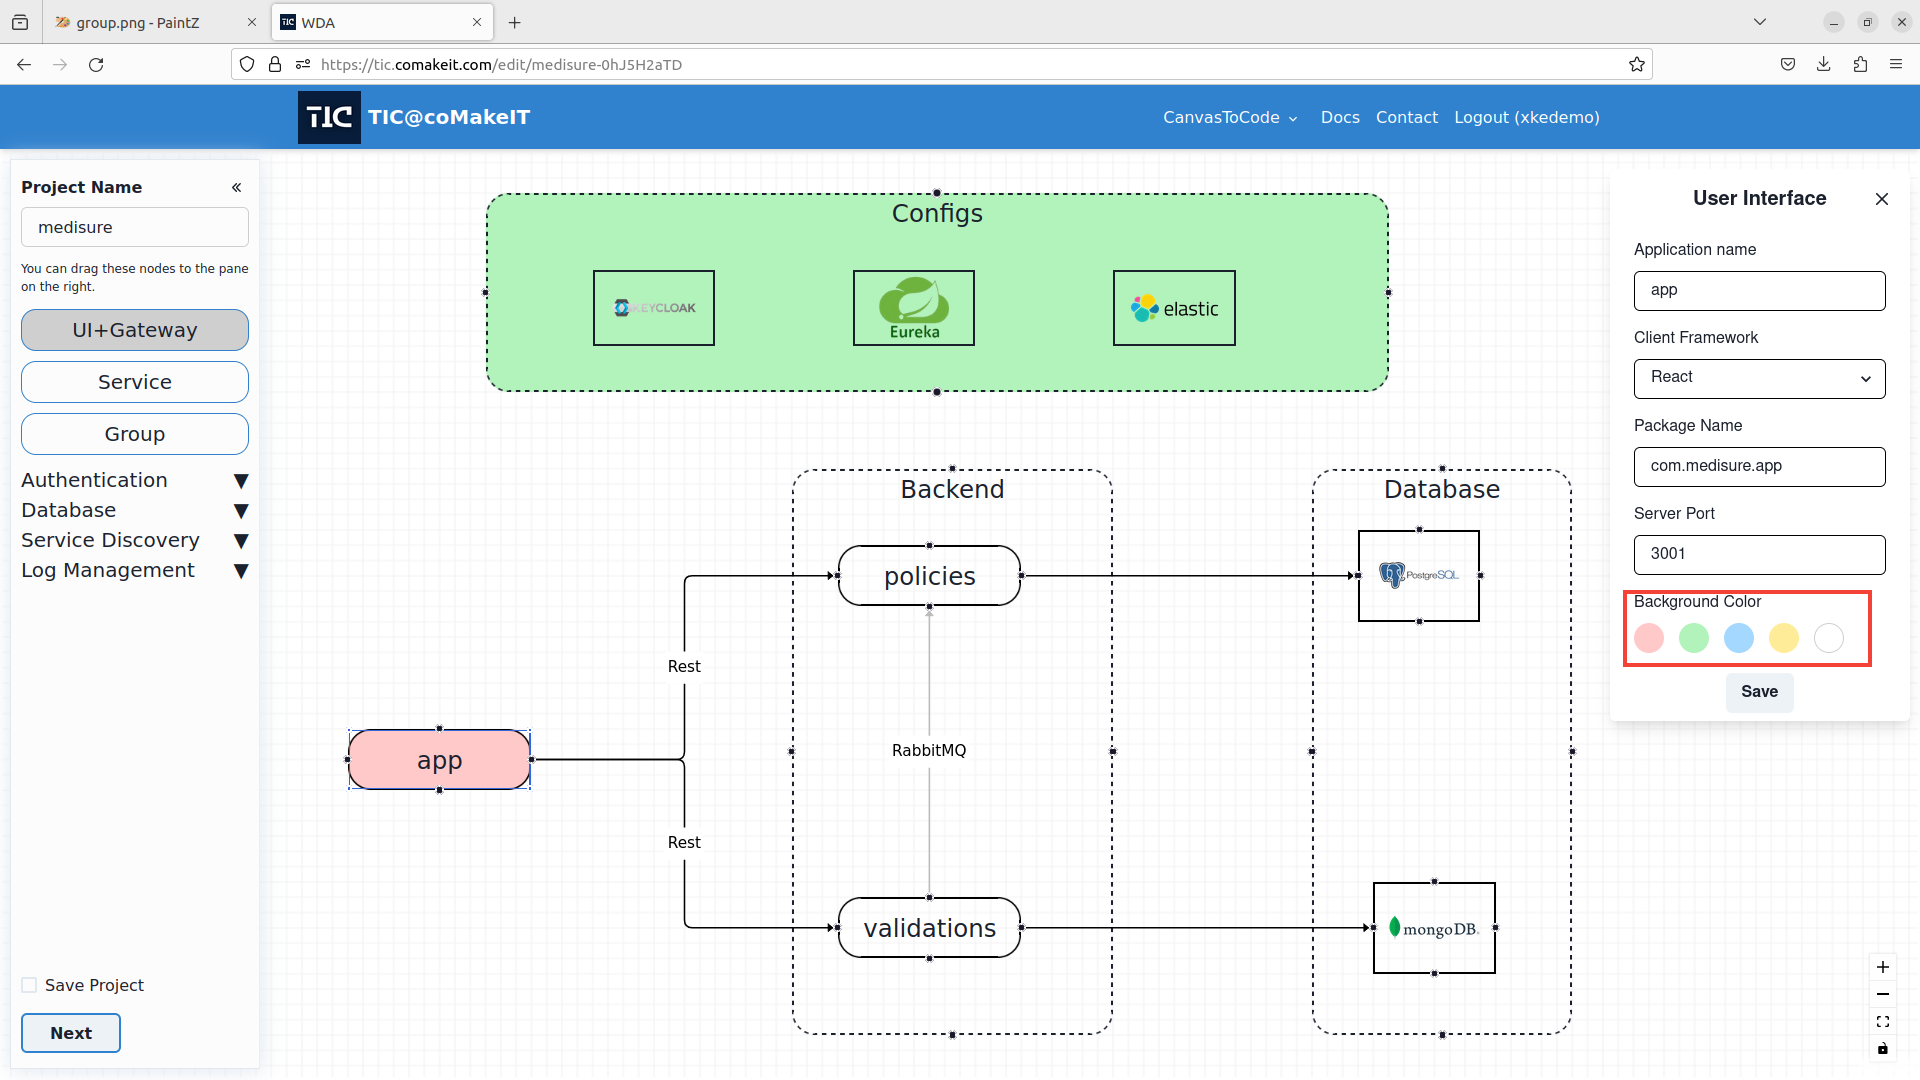 group.png - PaintZ
WDA
https://tic.comakeit.com/edit/medisure-0hJ5H2aTD
TIC
TIC@coMakeIT
CanvasToCode
Docs
Contact
Logout (xkedemo)
Project Name
medisure
You can drag these nodes to the pane
on the right.
UI+Gateway
Service
Group
Authentication
Database
Service Discovery
Log Management
Save Project
Next
Configs
KEYCLOAK
Eureka
elastic
Backend
policies
Rest
RabbitMQ
app
Rest
validations
Database
PostgreSQL
mongoDB.
User Interface
Application name
app
Client Framework
React
Package Name
com.medisure.app
Server Port
3001
Background Color
Save